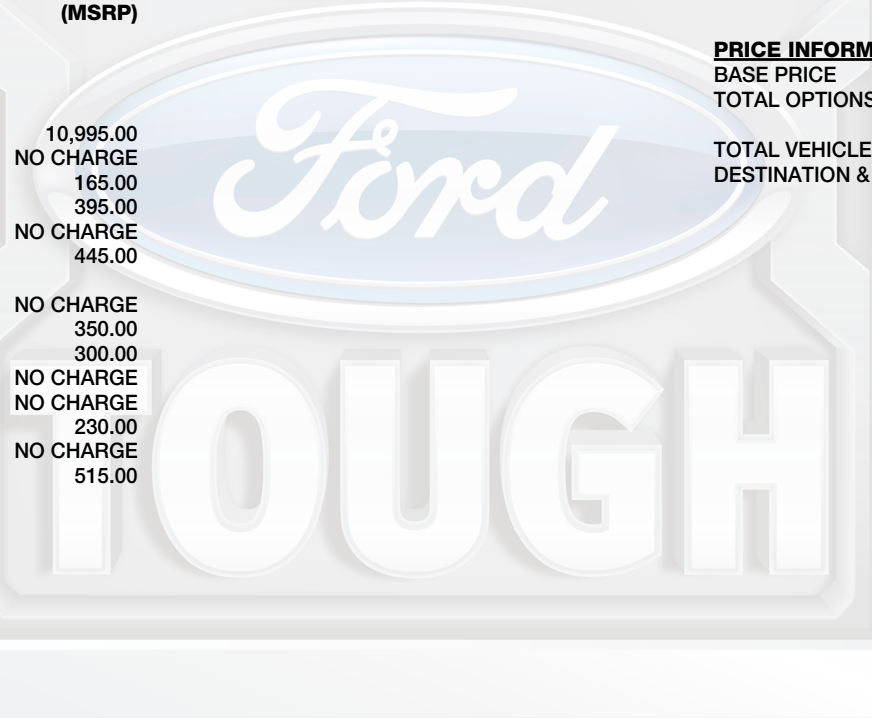 (MSRP)
10,995.00
NO CHARGE
165.00
395.00
NO CHARGE
445.00
NO CHARGE
350.00
300.00
NO CHARGE
NO CHARGE
230.00
NO CHARGE
515.00
PRICE INFORM
BASE PRICE
TOTAL OPTIONS
TOTAL VEHICLE
DESTINATION &
Ford
TOUGH